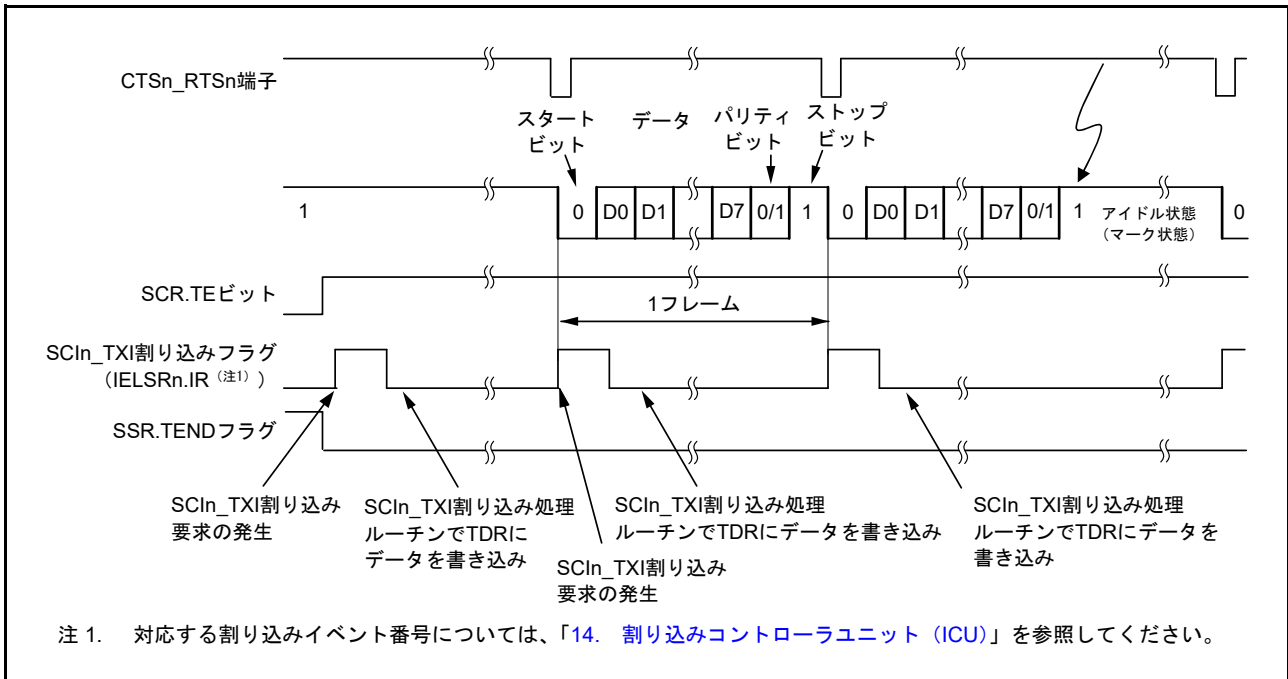 CTSn_RTSn端子
スタート
ビット
データ
パリティ
ビット
ストップ
ビット
1
0 D0 D1 D7 0/1 1 0 D0 D1 D7 0/1 1 アイドル状態 0
(マーク状態)
SCR.TEビット
1フレーム
SCIn_TXI割り込みフラグ
(IELSRn.IR (注1) )
SSR.TENDフラグ
SCIn_TXI割り込み
要求の発生
SCIn_TXI割り込み処理
ルーチンでTDRに
データを書き込み
SCIn_TXI割り込み
要求の発生
SCIn_TXI割り込み処理
ルーチンでTDRにデータを書き込み
SCIn_TXI割り込み処理
ルーチンでTDRにデータを
書き込み
注 1. 対応する割り込みイベント番号については、「14. 割り込みコントローラユニット(ICU)」を参照してください。